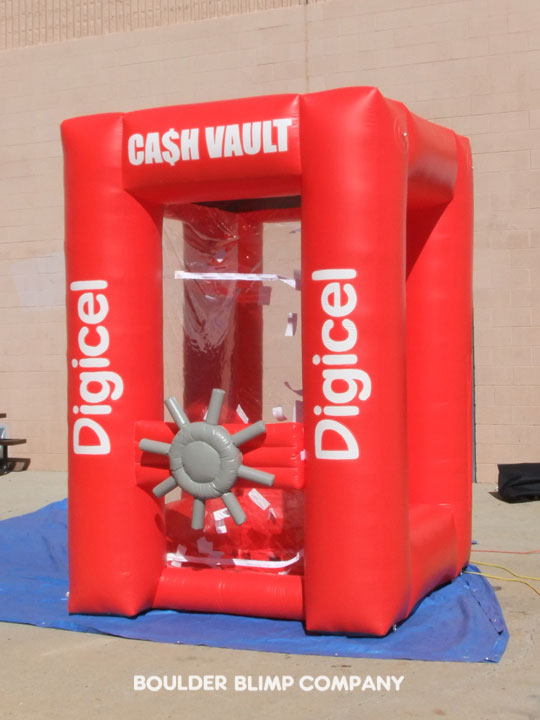 CA$H VAULT
Digicel
Digicel
BOULDER BLIMP COMPANY